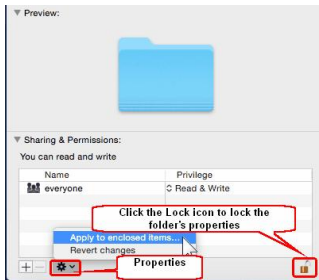 Preview:
Sharing & Permissions:
You can read and write
Name Privilege
everyone Read & Write
Click the Lock icon to lock the
folder's properties
Apply to enclosed items...
Revert changes
Properties